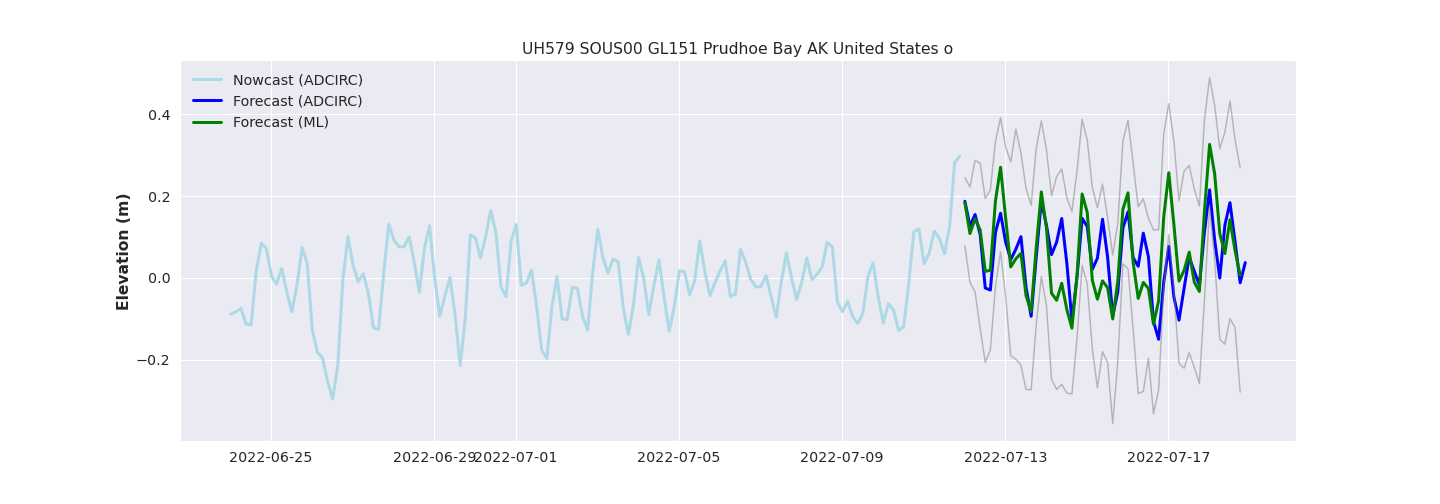 UH579 SOUS00 GL151 Prudhoe Bay AK United States o
Nowcast (ADCIRC)
Forecast (ADCIRC)
Forecast (ML)
Elevation (m)
0.4
0.2
0.0
−0.2
2022-06-25
2022-06-29
2022-07-01
2022-07-05
2022-07-09
2022-07-13
2022-07-17